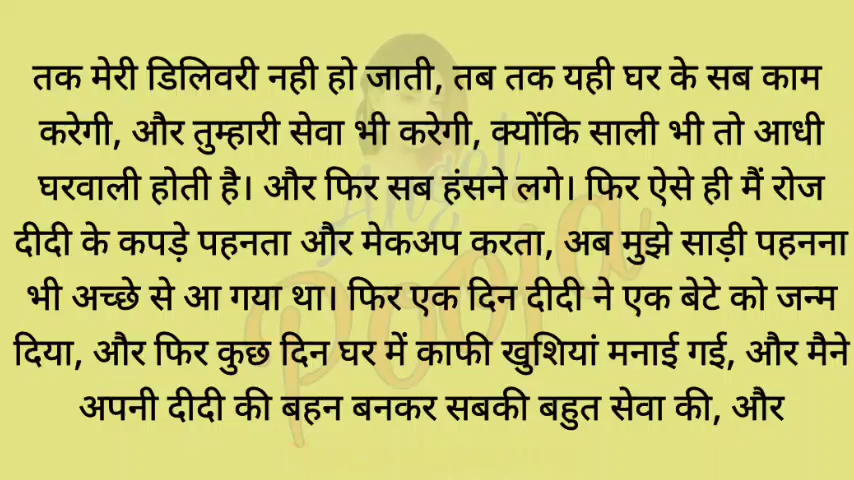 तक मेरी डिलिवरी नही हो जाती, तब तक यही घर के सब काम
करेगी, और तुम्हारी सेवा भी करेगी, क्योंकि साली भी तो आधी
घरवाली होती है। और फिर सब हंसने लगे। फिर ऐसे ही मैं रोज
दीदी के कपड़े पहनता और मेकअप करता, अब मुझे साड़ी पहनना
भी अच्छे से आ गया था। फिर एक दिन दीदी ने एक बेटे को जन्म
दिया, और फिर कुछ दिन घर में काफी खुशियां मनाई गई, और मैने
अपनी दीदी की बहन बनकर सबकी बहुत सेवा की, और
Pooja